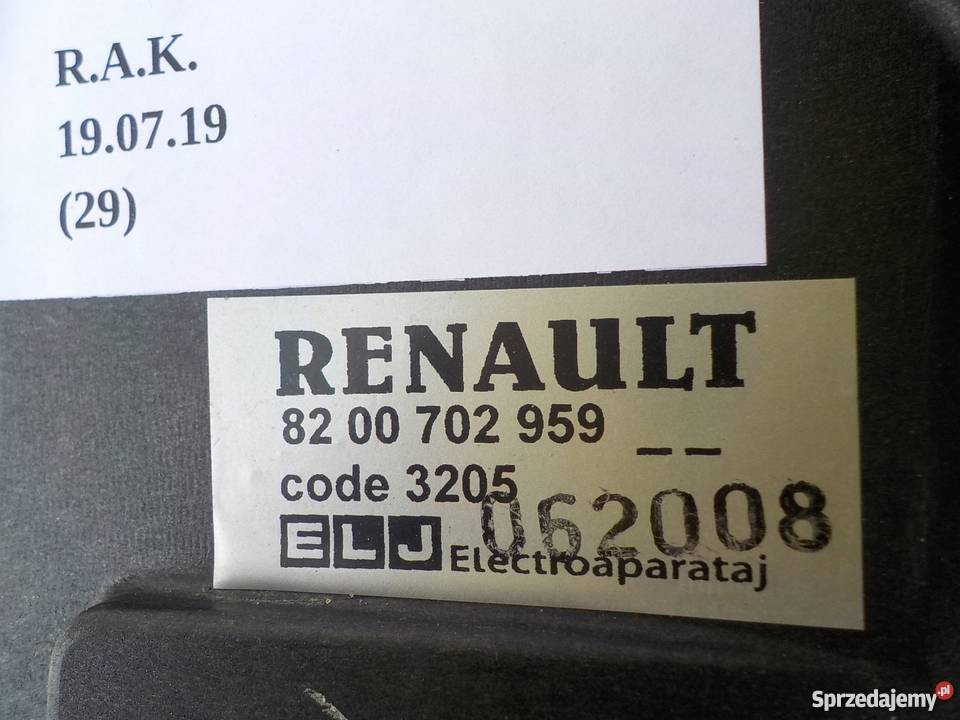 R.A.K.
19.07.19
(29)
RENAULT
82 00 702 959 _ _
code 3205
062008
ELJ Electroaparataj
Sprzedajemy.pl